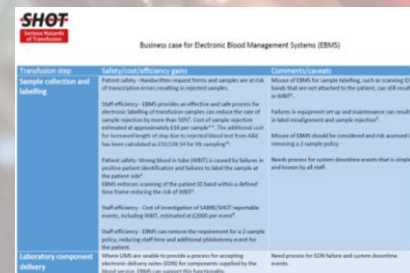 SHOT
Serious Hazards
of Transfusion
Business case for Electronic Blood Management Systems (EBMS)
Transfusion step
Safety/cost/efficiency gains
Comments/caveats
Sample collection and
labelling
Patient safety - Handwritten request forms and samples are at risk
of transcription errors resulting in rejected samples.
Staff efficiency - EBMS provides an effective and safe process for
electronic labelling of transfusion samples can reduce the rate of
sample rejection by more than 50%. Cost of sample rejection
estimated at approximately £16 per sample. The additional cost
for increased length of stay due to rejected blood test from A&E
has been calculated as
Patient safety: Wrong blood in tube (WBIT) is caused by failures in
positive patient identification and failures to label the sample at
the patient side
EBMS enforces scanning of the patient ID band within a defined
time frame reducing the risk of WBIT
Staff efficiency - Cost of investigation of SABRE/SHOT reportable
events, including WBIT, estimated at per event
Staff efficiency - EBMS can remove the requirement for a 2-sample
policy, reducing staff time and additional phlebotomy event for
the patient.
Misuse of EBMS for sample labelling, such as scanning ID
bands that are not attached to the patient, can still result
in WBIT
Failures in equipment set up and maintenance can result
in label misalignment and sample rejection
Misuse of EBMS should be considered and risk assessed
removing a 2-sample policy.
Needs process for system downtime events that is simple
and known by all staff.
Laboratory component
delivery
Where LIMS are unable to provide a process for accepting
electronic delivery notes (EDN) for components supplied by the
blood service, EBMS can support this functionality.
Need process for EDN failure and system downtime
events.